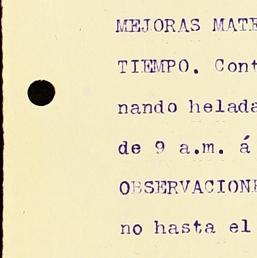 MEJORAS MATE
TIEMPO. Cont
nando helada
de 9 a.m. á
OBSERVACIONE
no hasta el